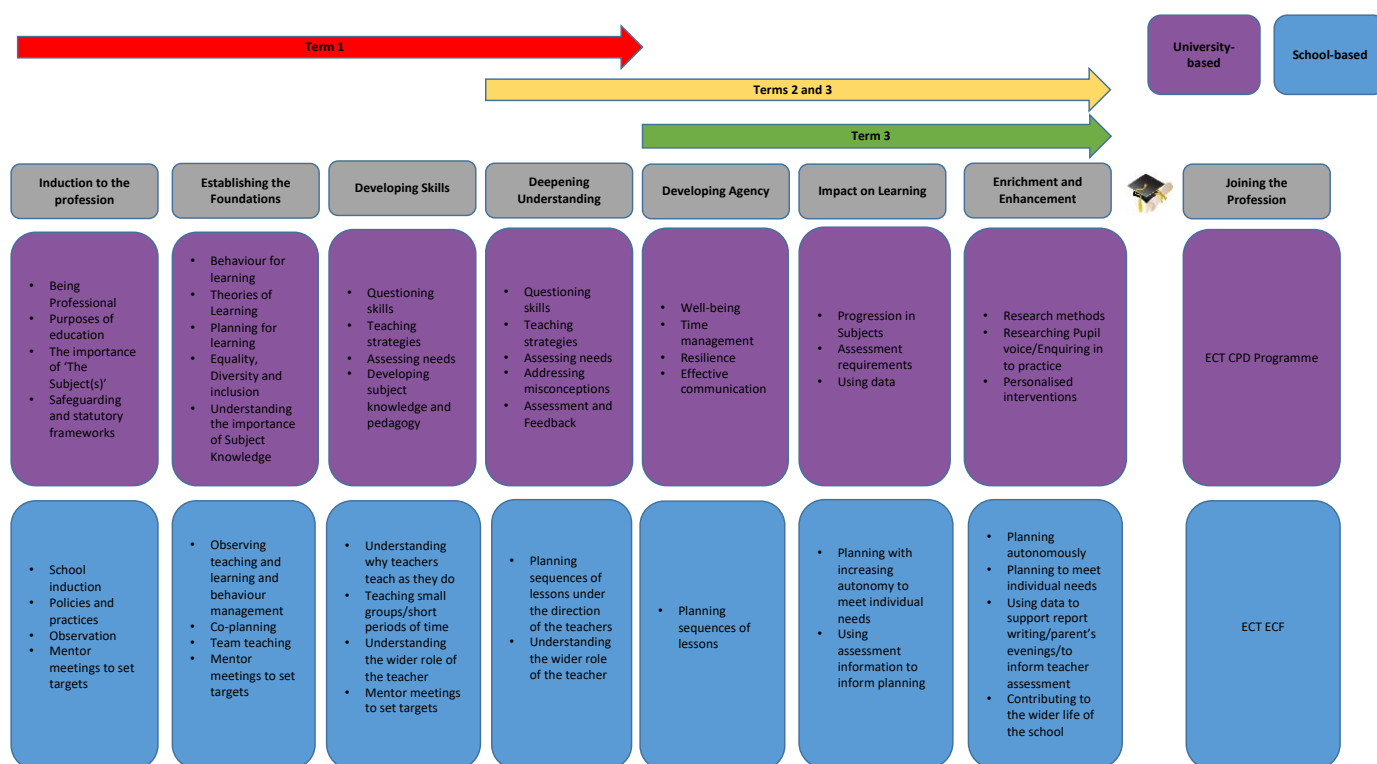 Term 1
University-
based
School-based
Terms 2 and 3
Term 3
Induction to the
profession
Establishing the
Foundations
Developing Skills
Deepening
Understanding
Developing Agency
Impact on Learning
Enrichment and
Enhancement
Joining the
Profession
• Being
Professional
• Purposes of
education
• The importance
of ‘The
Subject(s)’
• Safeguarding
and statutory
frameworks
• Behaviour for
learning
• Theories of
Learning
• Planning for
learning
• Equality,
Diversity and
inclusion
• Understanding
the importance
of Subject
Knowledge
• Questioning
skills
• Teaching
strategies
• Assessing needs
• Developing
subject
knowledge and
pedagogy
• Questioning
skills
• Teaching
strategies
• Assessing needs
• Addressing
misconceptions
• Assessment and
Feedback
• Well-being
• Time
management
• Resilience
• Effective
communication
• Progression in
Subjects
• Assessment
requirements
• Using data
• Research methods
• Researching Pupil
voice/Enquiring in
to practice
• Personalised
interventions
ECT CPD Programme
• School
induction
• Policies and
practices
• Observation
• Mentor
meetings to set
targets
• Observing
teaching and
learning and
behaviour
management
• Co-planning
• Team teaching
• Mentor
meetings to set
targets
• Understanding
why teachers
teach as they do
• Teaching small
groups/short
periods of time
• Understanding
the wider role of
the teacher
• Mentor meetings
to set targets
• Planning
sequences of
lessons under
the direction
of the teachers
• Understanding
the wider role
of the teacher
• Planning
sequences of
lessons
• Planning with
increasing
autonomy to
meet individual
needs
• Using
assessment
information to
inform planning
• Planning
autonomously
• Planning to meet
individual needs
• Using data to
support report
writing/parent’s
evenings/to
inform teacher
assessment
• Contributing to
the wider life of
the school
ECT ECF